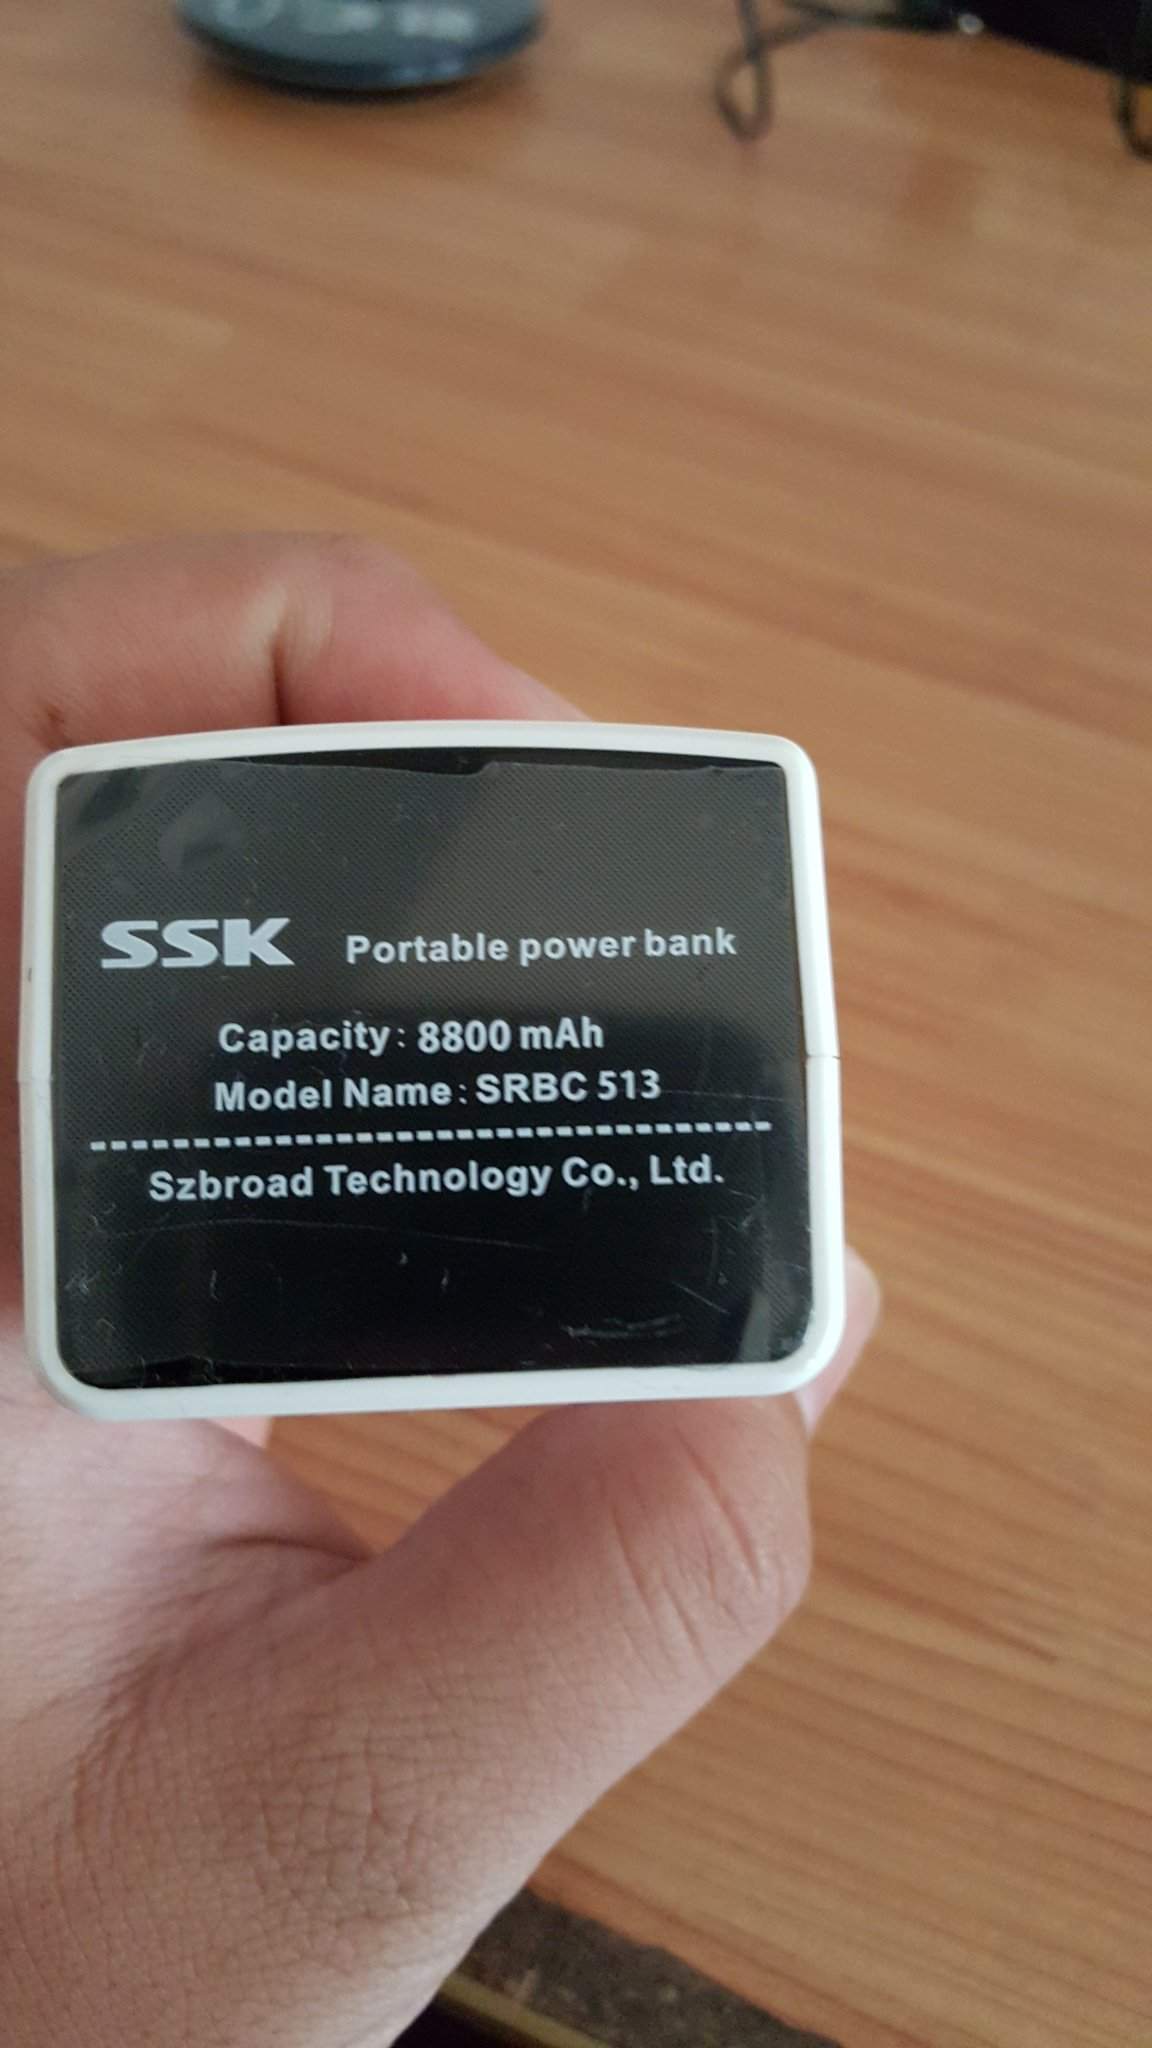 SSK Portable power bank
Capacity: 8800 mAh
Model Name: SRBC 513
Szbroad Technology Co., Ltd.